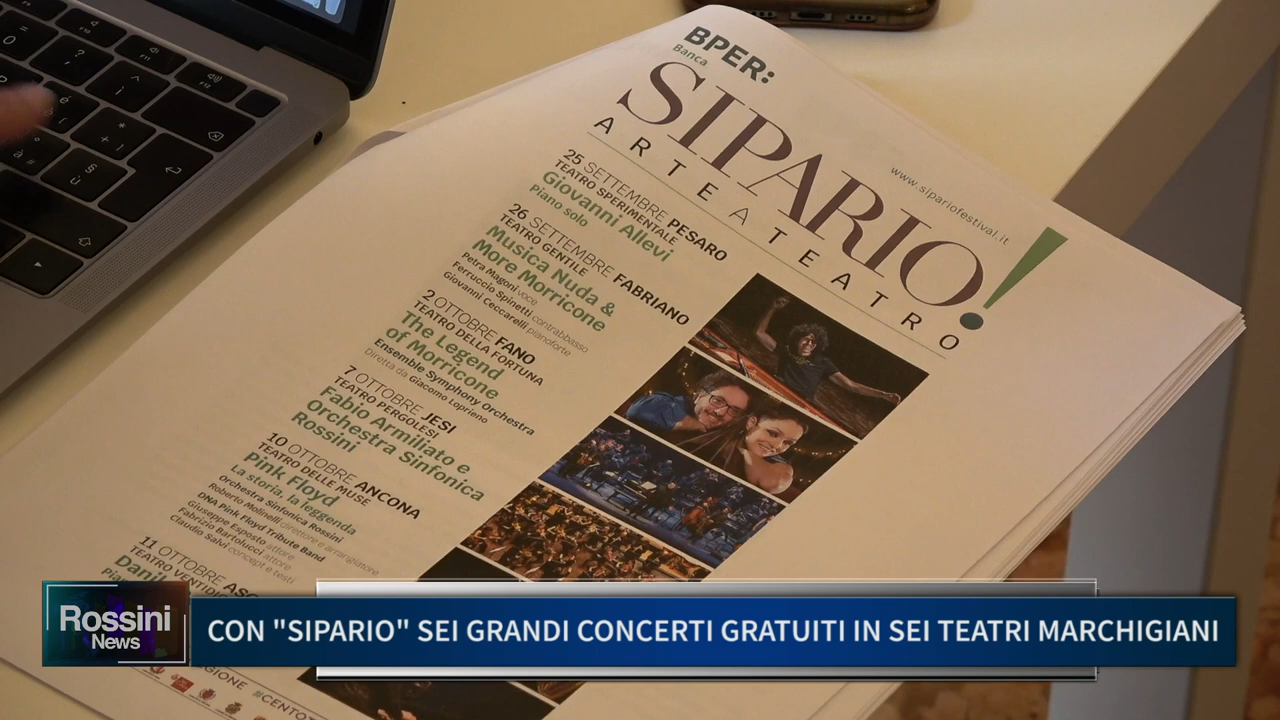 BPER:
Banca
SIPARIO!
ARTE A TEATRO
www.sipariofestival.it
25 SETTEMBRE PESARO
TEATRO SPERIMENTALE
Giovanni Allevi
Piano solo
26 SETTEMBRE FABRIANO
TEATRO GENTILE
Musica Nuda &
More Morricone
Petra Magoni voce
Ferruccio Spinetti contrabbasso
Giovanni Ceccarelli pianoforte
2 OTTOBRE FANO
TEATRO DELLA FORTUNA
The Legend
of Morricone
Ensemble Symphony Orchestra
Diretta da Giacomo Loprieno
7 OTTOBRE JESI
TEATRO PERGOLESI
Fabio Armiliato e
Orchestra Sinfonica
Rossini
10 OTTOBRE ANCONA
TEATRO DELLE MUSE
Pink Floyd
La storia, la leggenda
Orchestra Sinfonica Rossini
Roberto Molinelli direttore e arrangiatore
DNA Pink Floyd Tribute Band
Giuseppe Esposto attore
Fabrizio Bartolucci attore
Claudio Salvi concept e testi
11 OTTOBRE
TEATRO
Rossini
News
CON "SIPARIO" SEI GRANDI CONCERTI GRATUITI IN SEI TEATRI MARCHIGIANI